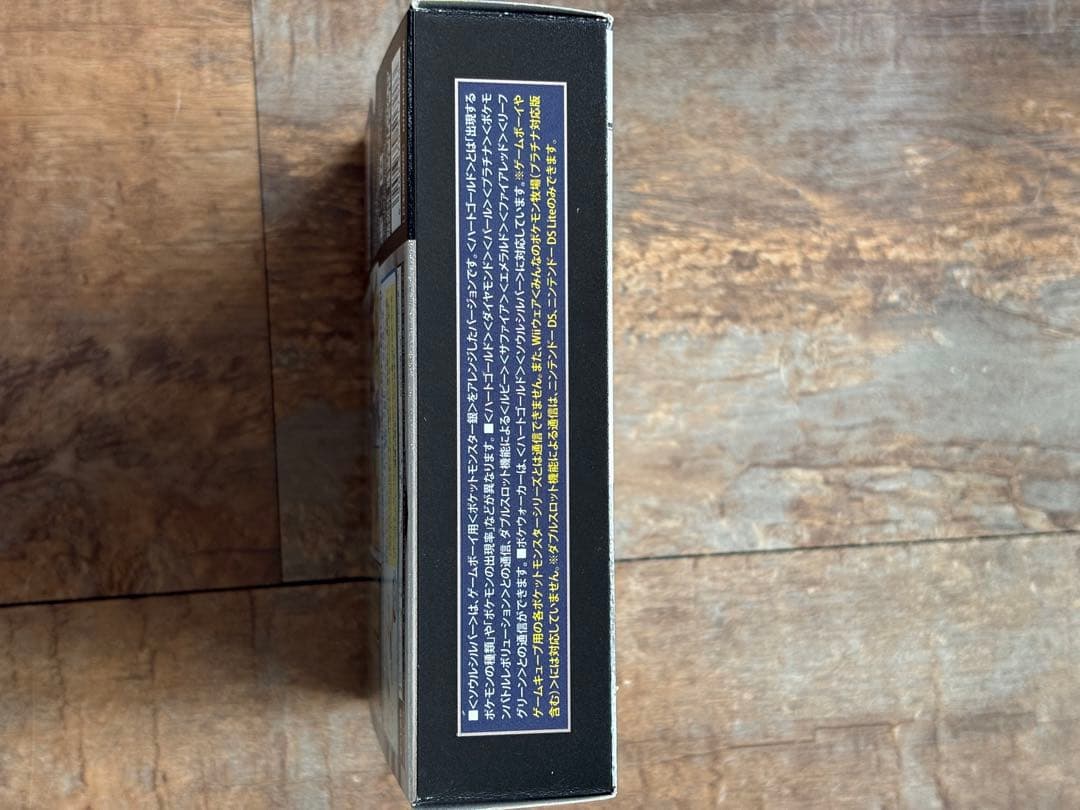 ■<ソウルシルバー>は、ゲームボーイ用<ポケットモンスター銀>をアレンジしたバージョンです。<ハートゴールド>とは「出現する
ポケモンの種類」や「ポケモンの出現率」などが異なります。■<ハートゴールド><ダイヤモンド><パール><プラチナ><ポケモ
ンバトルレボリューション>との通信、ダブルスロット機能による<ルビー><サファイア><エメラルド><ファイアレッド><リーフ
グリーン>との通信ができます。■ポケウォーカーは、<ハートゴールド><ソウルシルバー>に対応しています。※ゲームボーイや
ゲームキューブ用の各ポケットモンスターシリーズとは通信できません。また、Wiiウェア<みんなのポケモン牧場(プラチナ対応版
含む)>には対応していません。※ダブルスロット機能による通信は、ニンテンドーDS、ニンテンドーDS Liteのみできます。